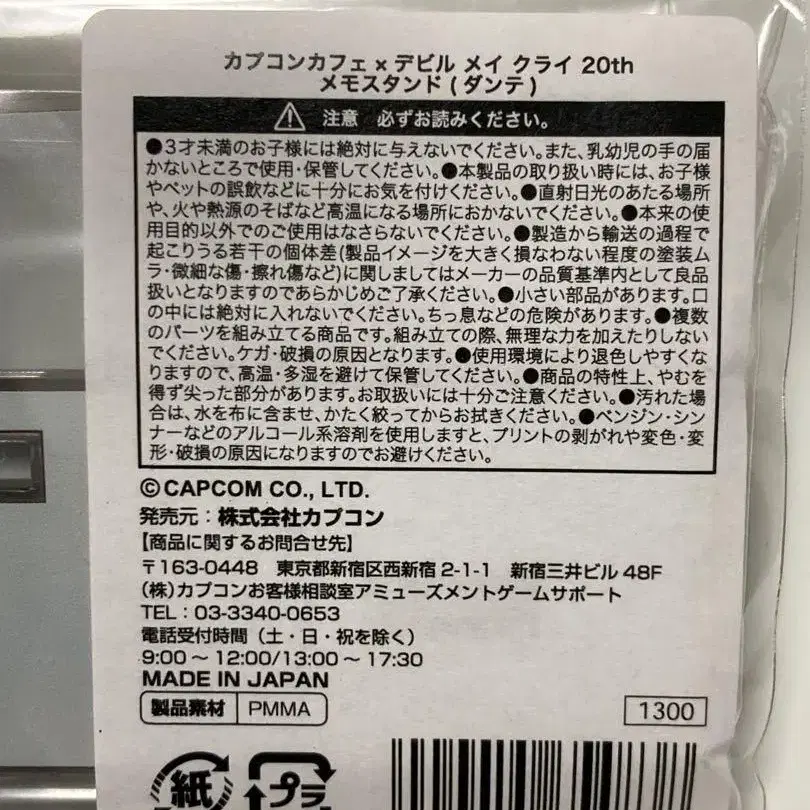 カプコンカフェ × デビル メイ クライ 20th
メモスタンド (ダンテ)
注意 必ずお読みください。
●3才未満のお子様には絶対に与えないでください。また、乳幼児の手の届
かないところで使用・保管してください。●本製品の取り扱い時には、お子様
やペットの誤飲などに十分にお気を付けください。●直射日光のあたる場所
や、火や熱源のそばなど高温になる場所におかないでください。●本来の使
用目的以外でのご使用はなさらないでください。●製造から輸送の過程で
起こりうる若干の個体差(製品イメージを大きく損なわない程度の塗装ム
ラ・微細な傷・擦れ傷など)に関しましてはメーカーの品質基準内として良品
扱いとなりますのであらかじめご了承ください。●小さい部品があります。口
の中には絶対に入れないでください。ちっ息などの危険があります。●複数
のパーツを組み立てる商品です。組み立ての際、無理な力を加えたりしない
でください。ケガ・破損の原因となります。●使用環境により退色しやすくな
りますので、高温・多湿を避けて保管してください。●商品の特性上、やむを
得ず尖った部分があります。お取扱いには十分ご注意ください。●汚れた場
合は、水を布に含ませ、かたく絞ってからお拭きください。●ベンジン・シン
ナーなどのアルコール系溶剤を使用しますと、プリントの剥がれや変色・変
形・破損の原因になりますのでお避けください。
©CAPCOM CO., LTD.
発売元：株式会社カプコン
【商品に関するお問合せ先】
〒163-0448 東京都新宿区西新宿 2-1-1 新宿三井ビル 48F
(株) カプコンお客様相談室アミューズメントゲームサポート
TEL：03-3340-0653
電話受付時間（土・日・祝を除く）
9:00 ～ 12:00/13:00 ～ 17:30
MADE IN JAPAN
製品素材 PMMA
1300
紙 プラ